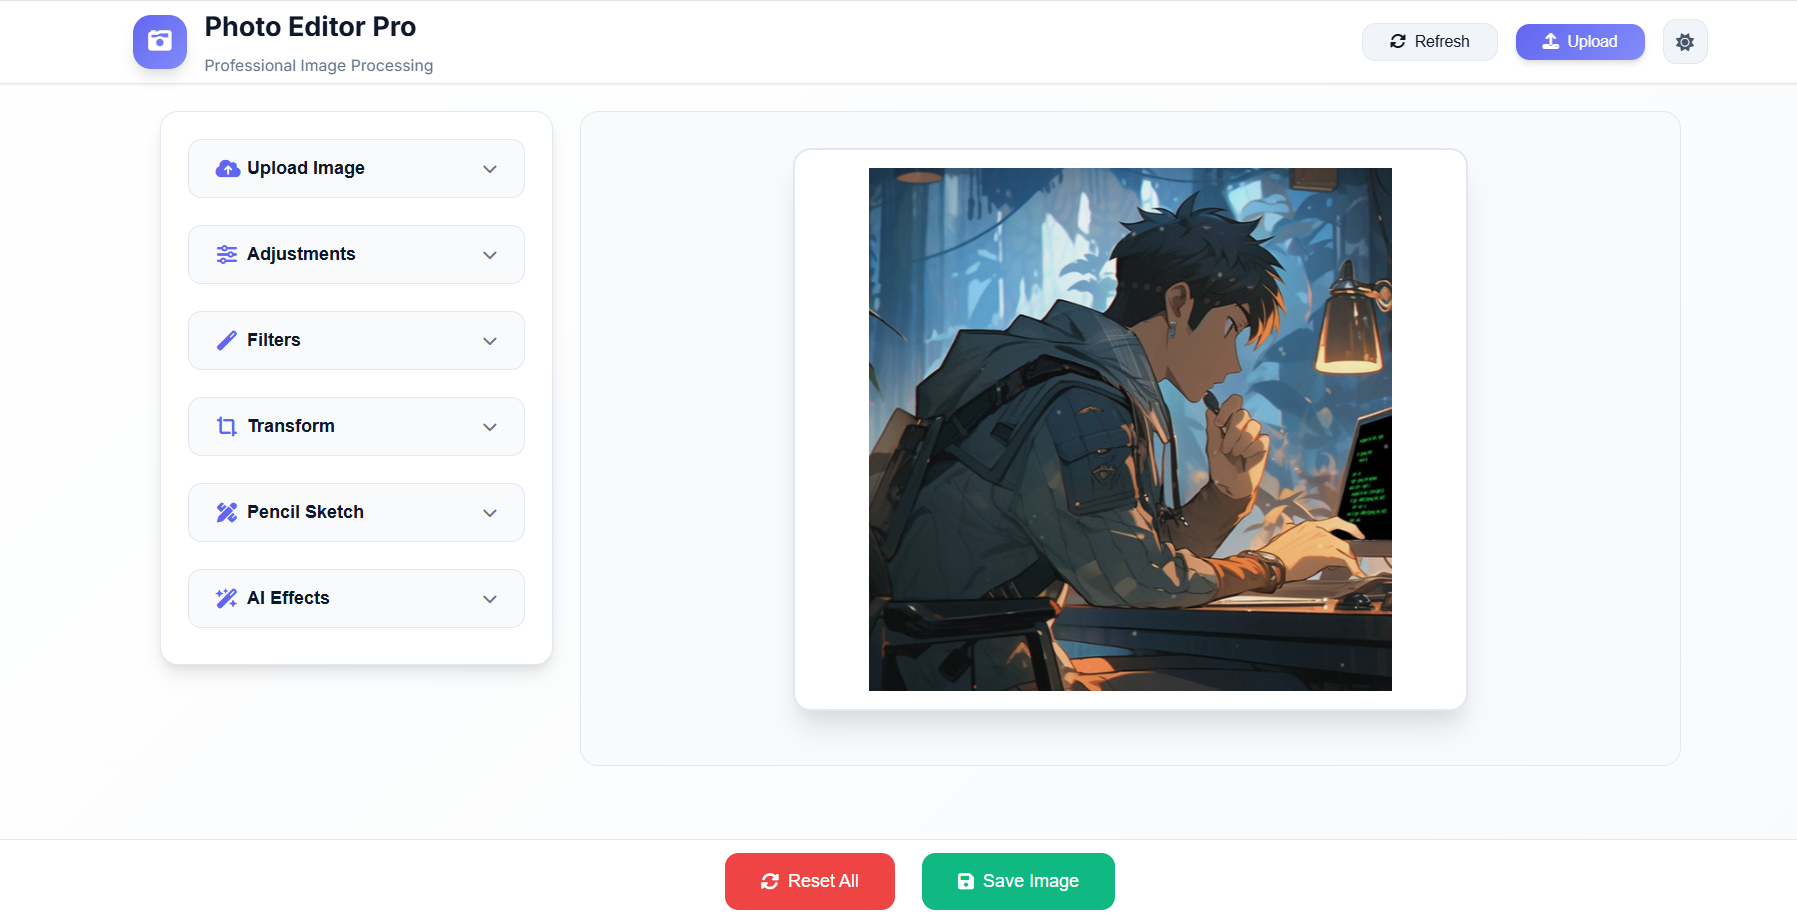 Photo Editor Pro
Professional Image Processing
Refresh
Upload
Upload Image
Adjustments
Filters
Transform
Pencil Sketch
AI Effects
Reset All
Save Image